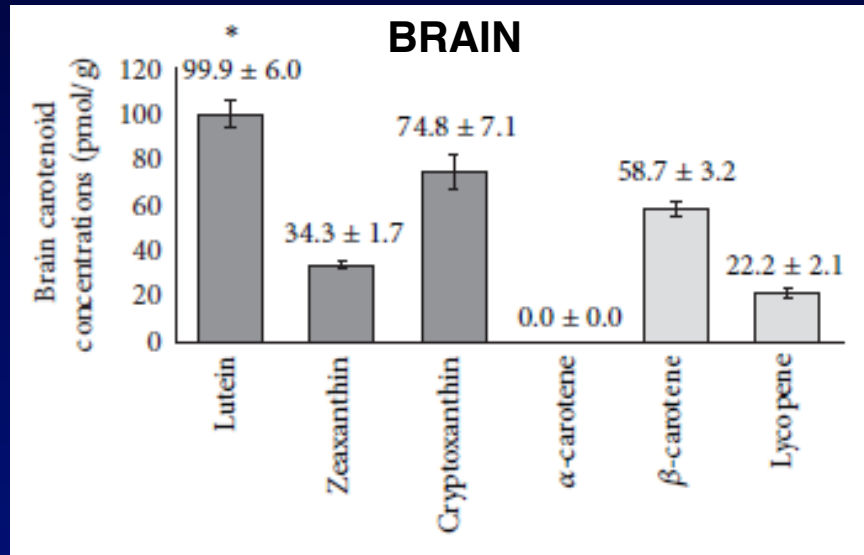 BRAIN
*
Brain carotenoid
concentrations (pmol/g)
120
100
80
60
40
20
0
99.9 ± 6.0
34.3 ± 1.7
74.8 ± 7.1
0.0 ± 0.0
58.7 ± 3.2
22.2 ± 2.1
Lutein
Zeaxanthin
Cryptoxanthin
α-carotene
β-carotene
Lycopene